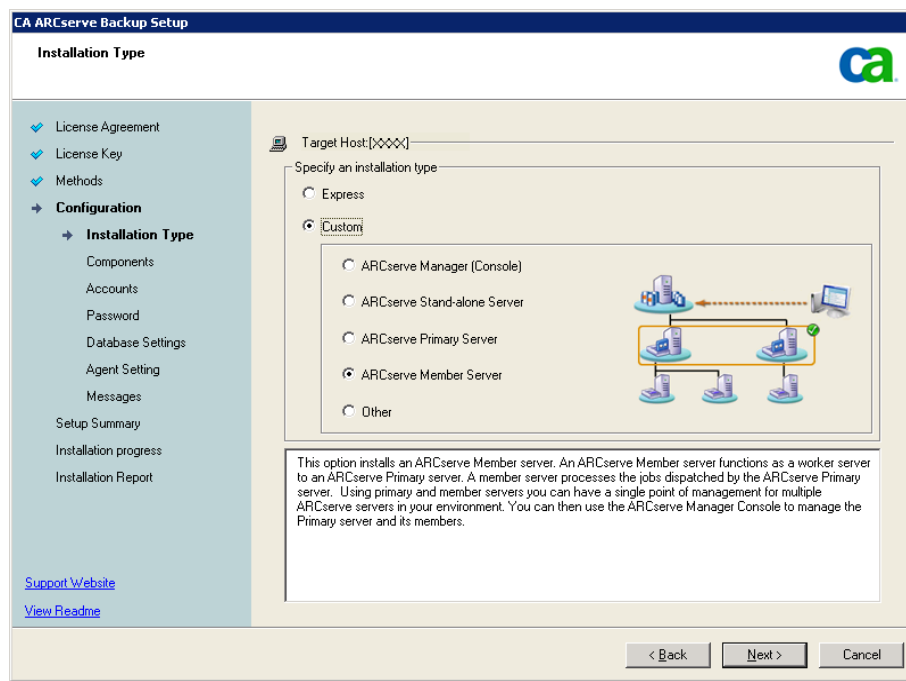 CA ARCserve Backup Setup
Installation Type
ca
License Agreement
License Key
Methods
Configuration
Installation Type
Components
Accounts
Password
Database Settings
Agent Setting
Messages
Setup Summary
Installation progress
Installation Report
Support Website
View Readme
Target Host:[XXXX]
Specify an installation type
Express
Custom
ARCserve Manager (Console)
ARCserve Stand-alone Server
ARCserve Primary Server
ARCserve Member Server
Other
This option installs an ARCserve Member server. An ARCserve Member server functions as a worker server
to an ARCserve Primary server. A member server processes the jobs dispatched by the ARCserve Primary
server. Using primary and member servers you can have a single point of management for multiple
ARCserve servers in your environment. You can then use the ARCserve Manager Console to manage the
Primary server and its members.
< Back
Next >
Cancel